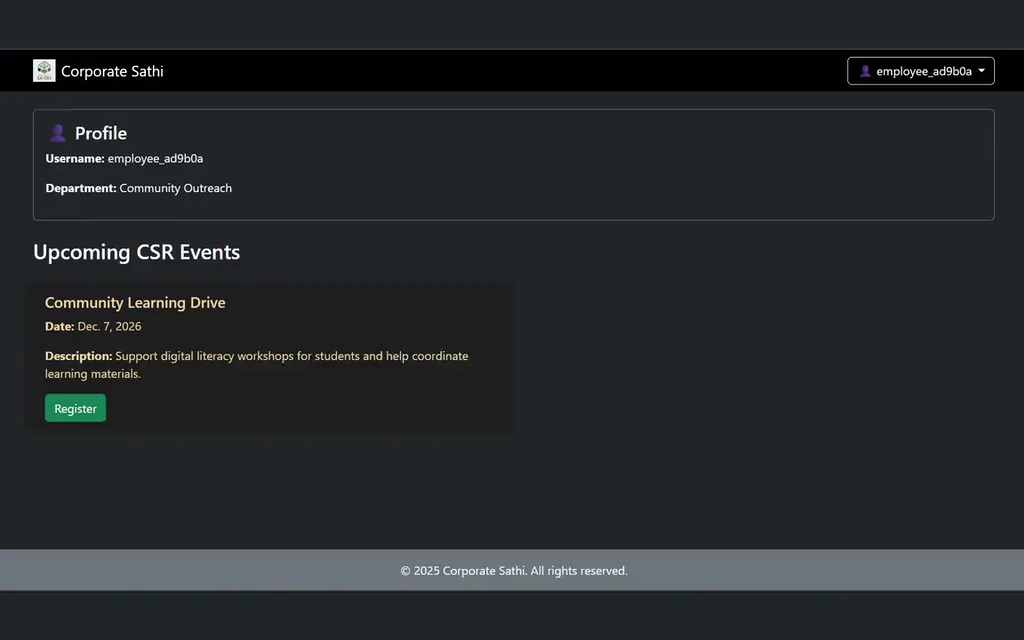 Corporate Sathi
employee_ad9b0a
Profile
Username: employee_ad9b0a
Department: Community Outreach
Upcoming CSR Events
Community Learning Drive
Date: Dec. 7, 2026
Description: Support digital literacy workshops for students and help coordinate
learning materials.
Register
© 2025 Corporate Sathi. All rights reserved.